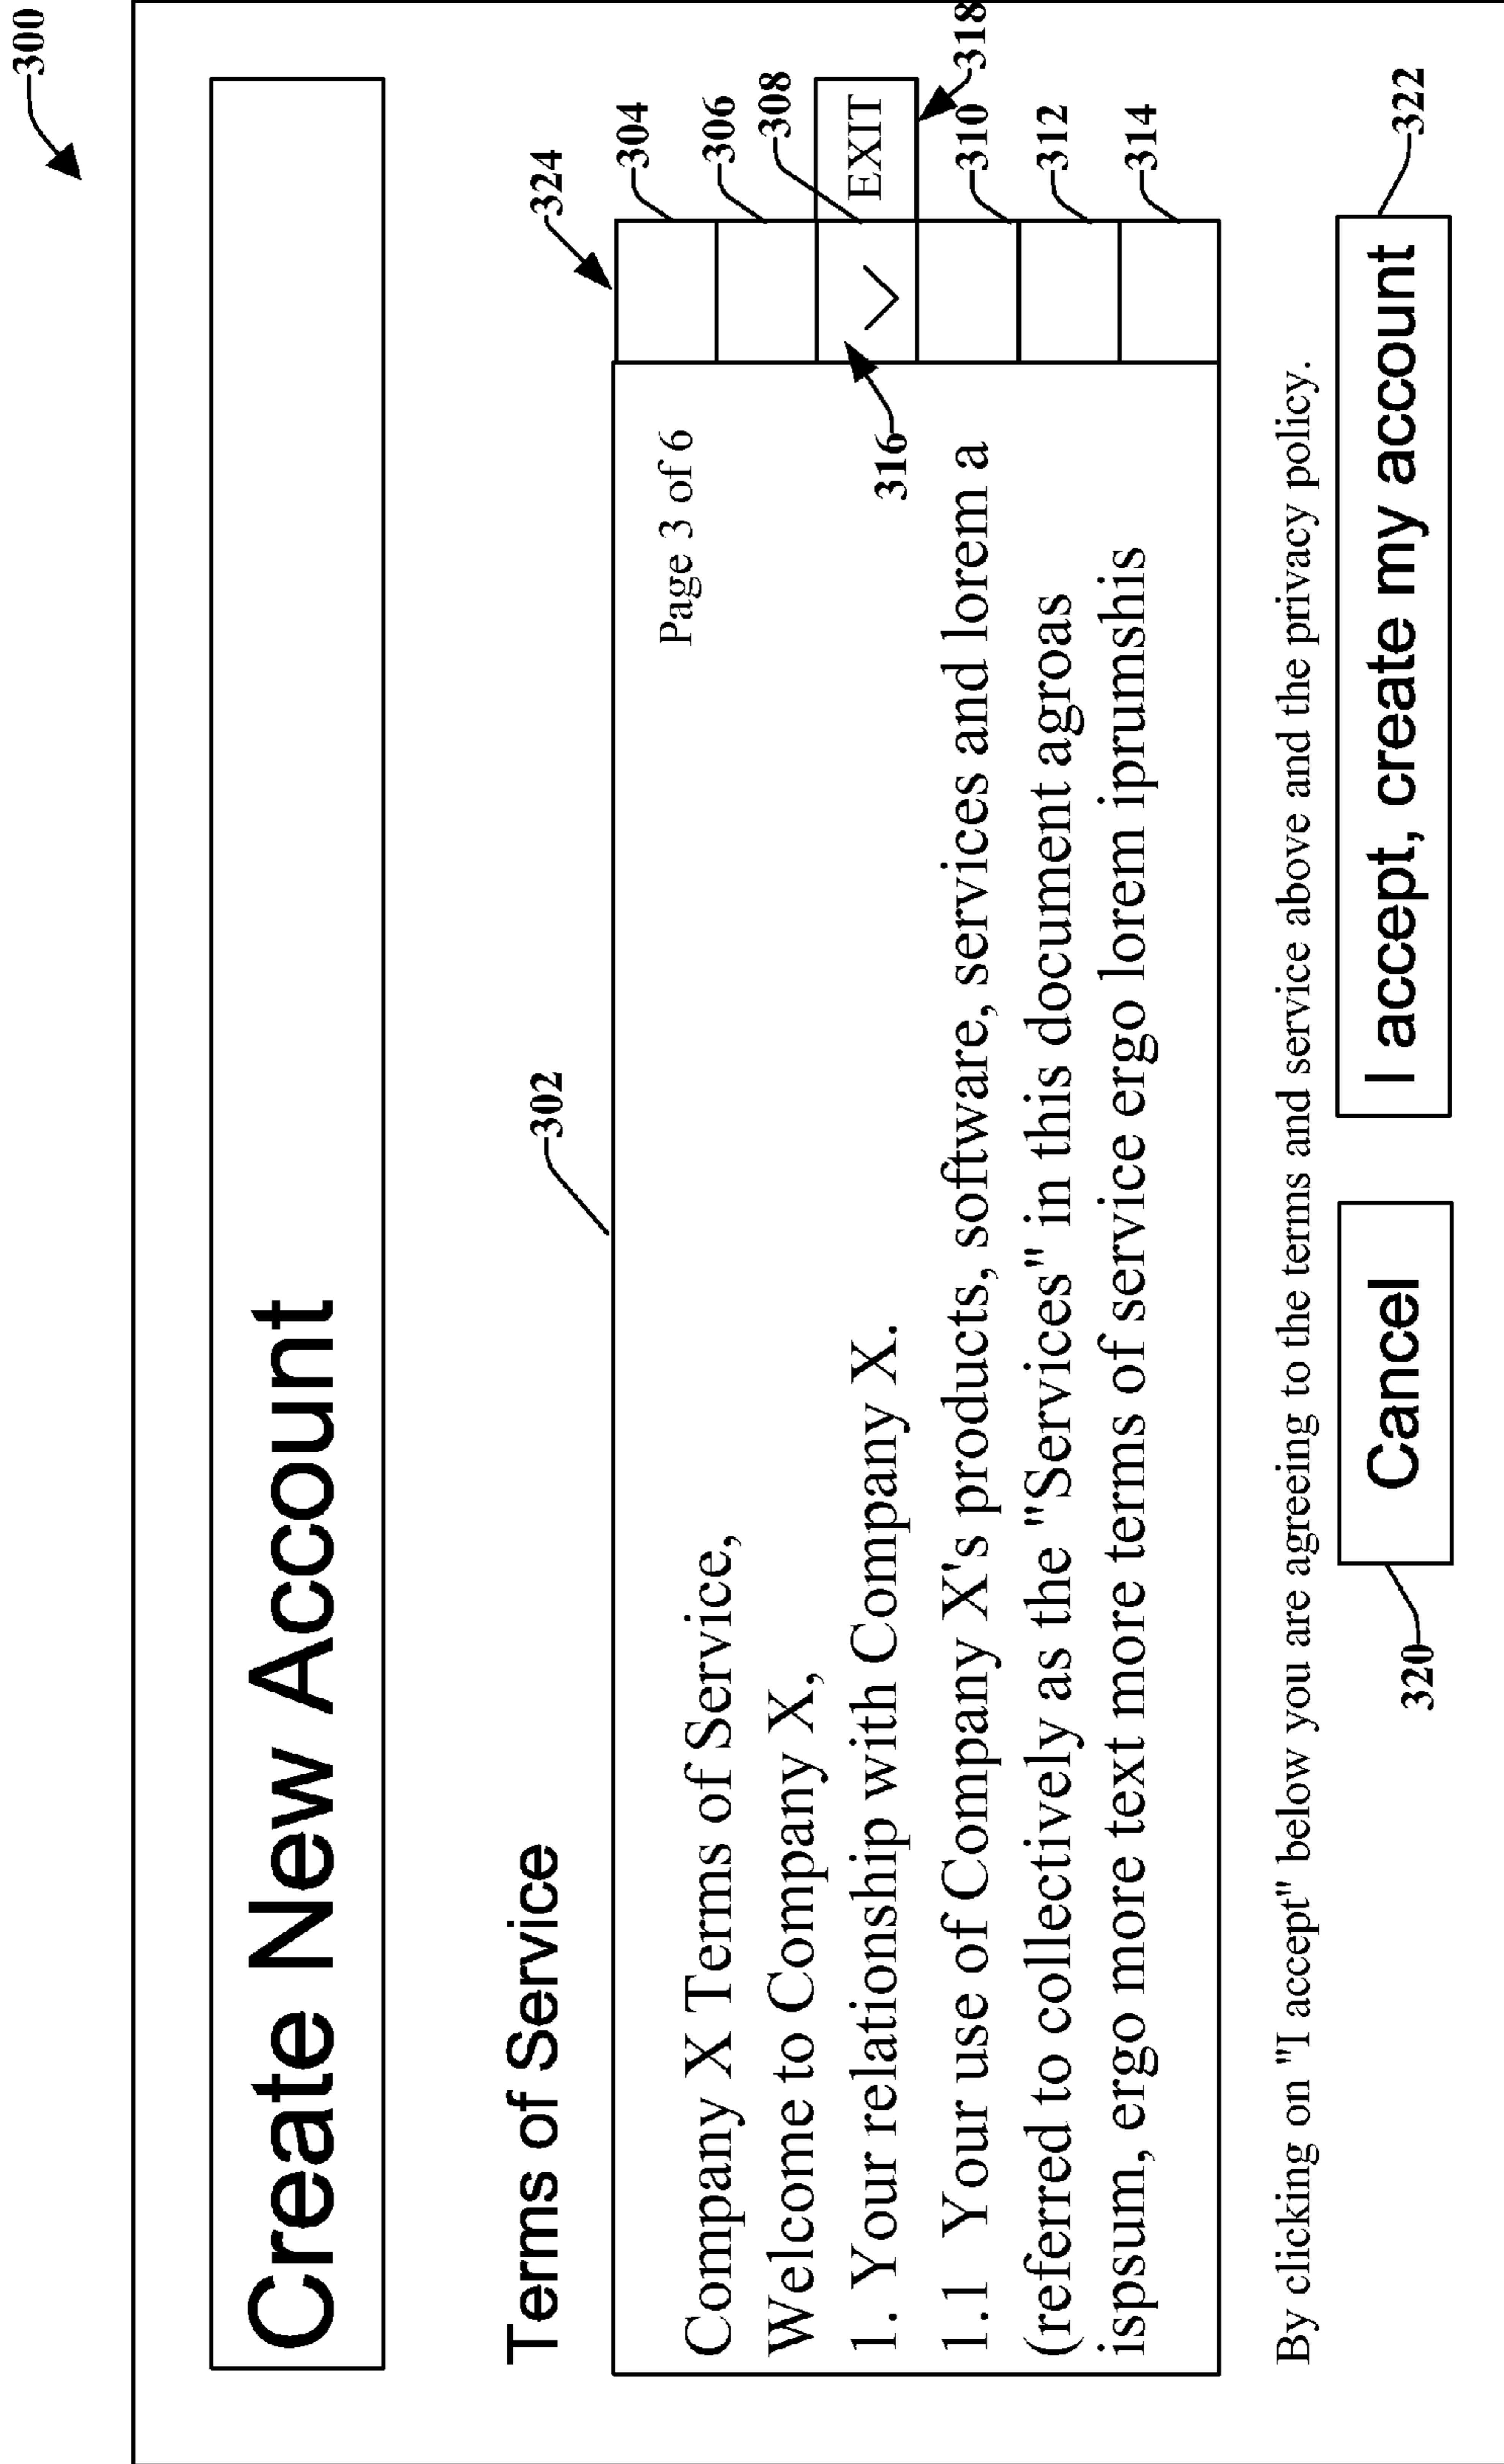 300
Create New Account
Terms of Service
302
324
304
306
308
Page 3 of 6
Company X Terms of Service,
Welcome to Company X,
1. Your relationship with Company X.
316
EXIT
318
1.1 Your use of Company X's products, software, services and lorem a
310
(referred to collectively as the "Services" in this document agroas
312
ispsum, ergo more text more terms of service ergo lorem iprumshis
314
By clicking on "I accept" below you are agreeing to the terms and service above and the privacy policy.
320
Cancel
I accept, create my account
322